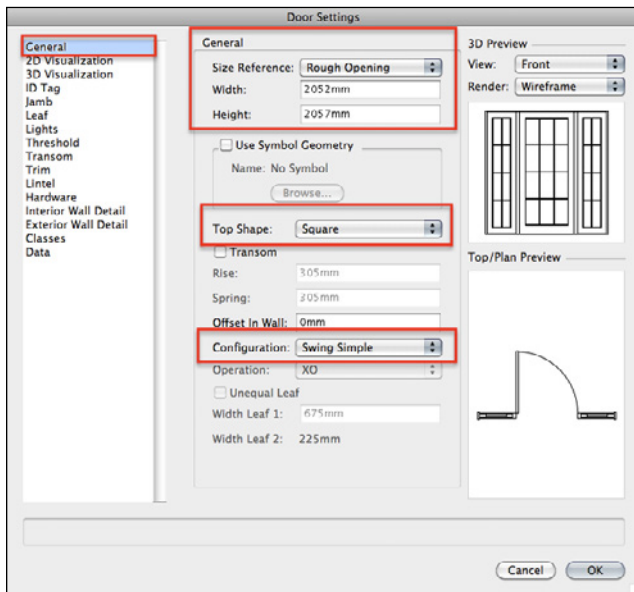 Door Settings
General
2D Visualization
3D Visualization
ID Tag
Jamb
Leaf
Lights
Threshold
Transom
Trim
Lintel
Hardware
Interior Wall Detail
Exterior Wall Detail
Classes
Data
General
Size Reference: Rough Opening
Width: 2052mm
Height: 2057mm
Use Symbol Geometry
Name: No Symbol
Browse...
Top Shape: Square
Transom
Rise: 305mm
Spring: 305mm
Offset In Wall: 0mm
Configuration: Swing Simple
Operation: XO
Unequal Leaf
Width Leaf 1: 675mm
Width Leaf 2: 225mm
3D Preview
View: Front
Render: Wireframe
Top/Plan Preview
Cancel OK